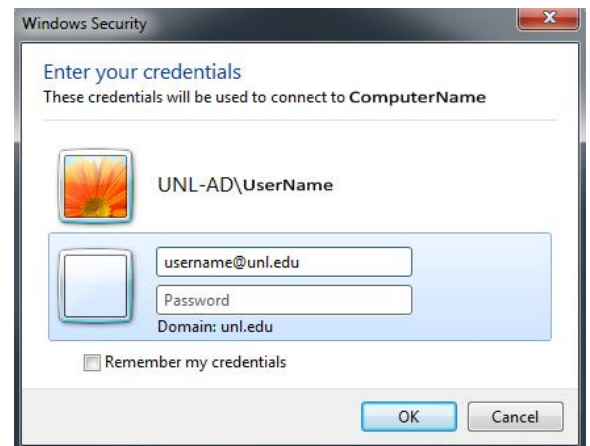 Windows Security
Enter your credentials
These credentials will be used to connect to ComputerName
UNL-AD\UserName
username@unl.edu
Password
Domain: unl.edu
Remember my credentials
OK Cancel